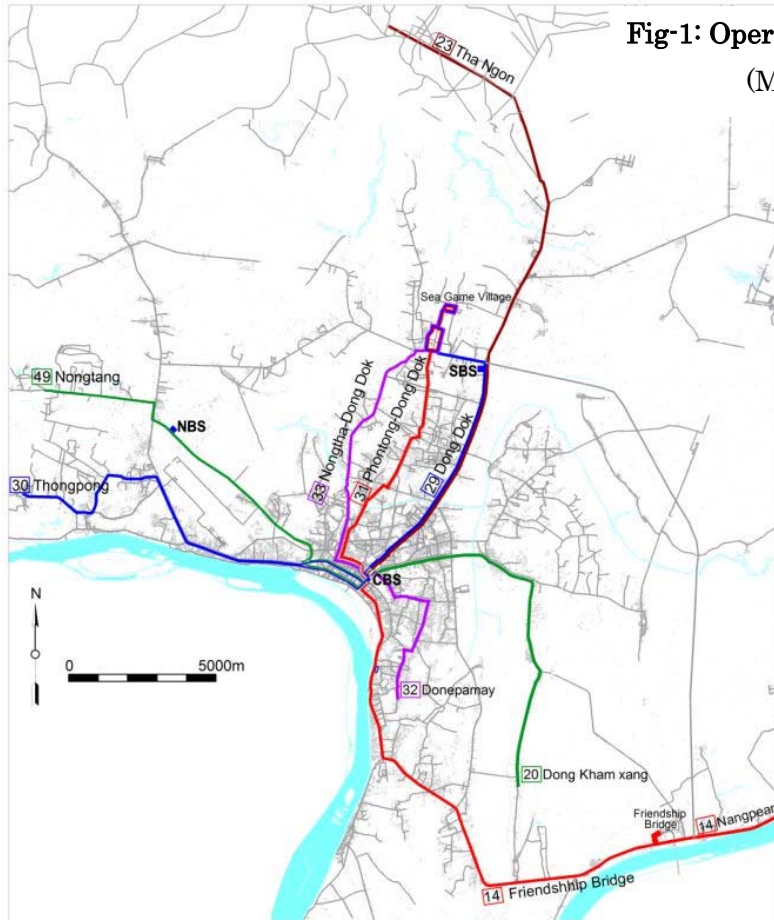 Fig-1: Oper
(M
23 Tha Ngon
Sea Game Village
SBS
49 Nongtang
NBS
33 Nongtha-Dong Dok
31 Phontong-Dong Dok
29 Dong Dok
30 Thongpong
CBS
N
0 5000m
32 Donepamay
20 Dong Kham xang
Friendship
Bridge
14 Nangpear
14 Friendshhip Bridge